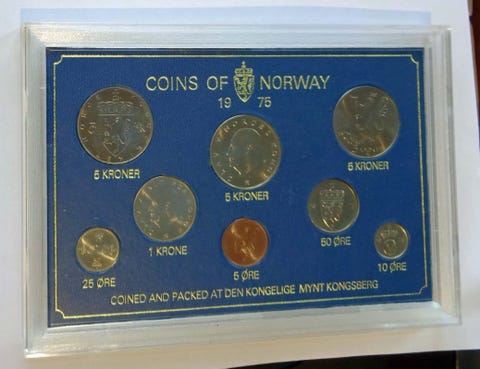 COINS OF NORWAY
19 75
5 KRONER
5 KRONER
5 KRONER
1 KRONE
50 ØRE
25 ØRE
5 ØRE
10 ØRE
COINED AND PACKED AT DEN KONGELIGE MYNT KONGSBERG